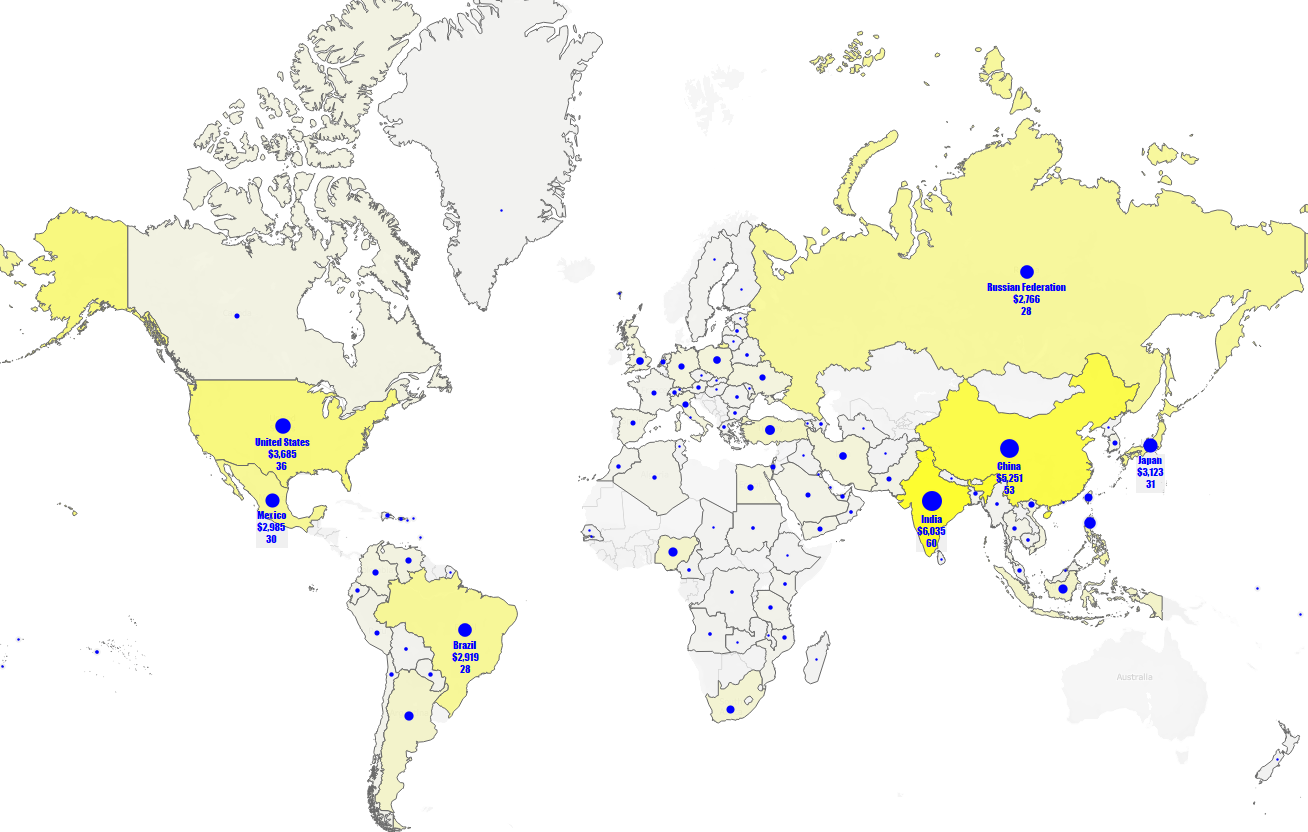 Russian Federation
$2,766
28
United States
$3,685
36
China
$5,251
53
Japan
$3,123
31
Mexico
$2,985
30
India
$6,035
60
Brazil
$2,919
28
Australia